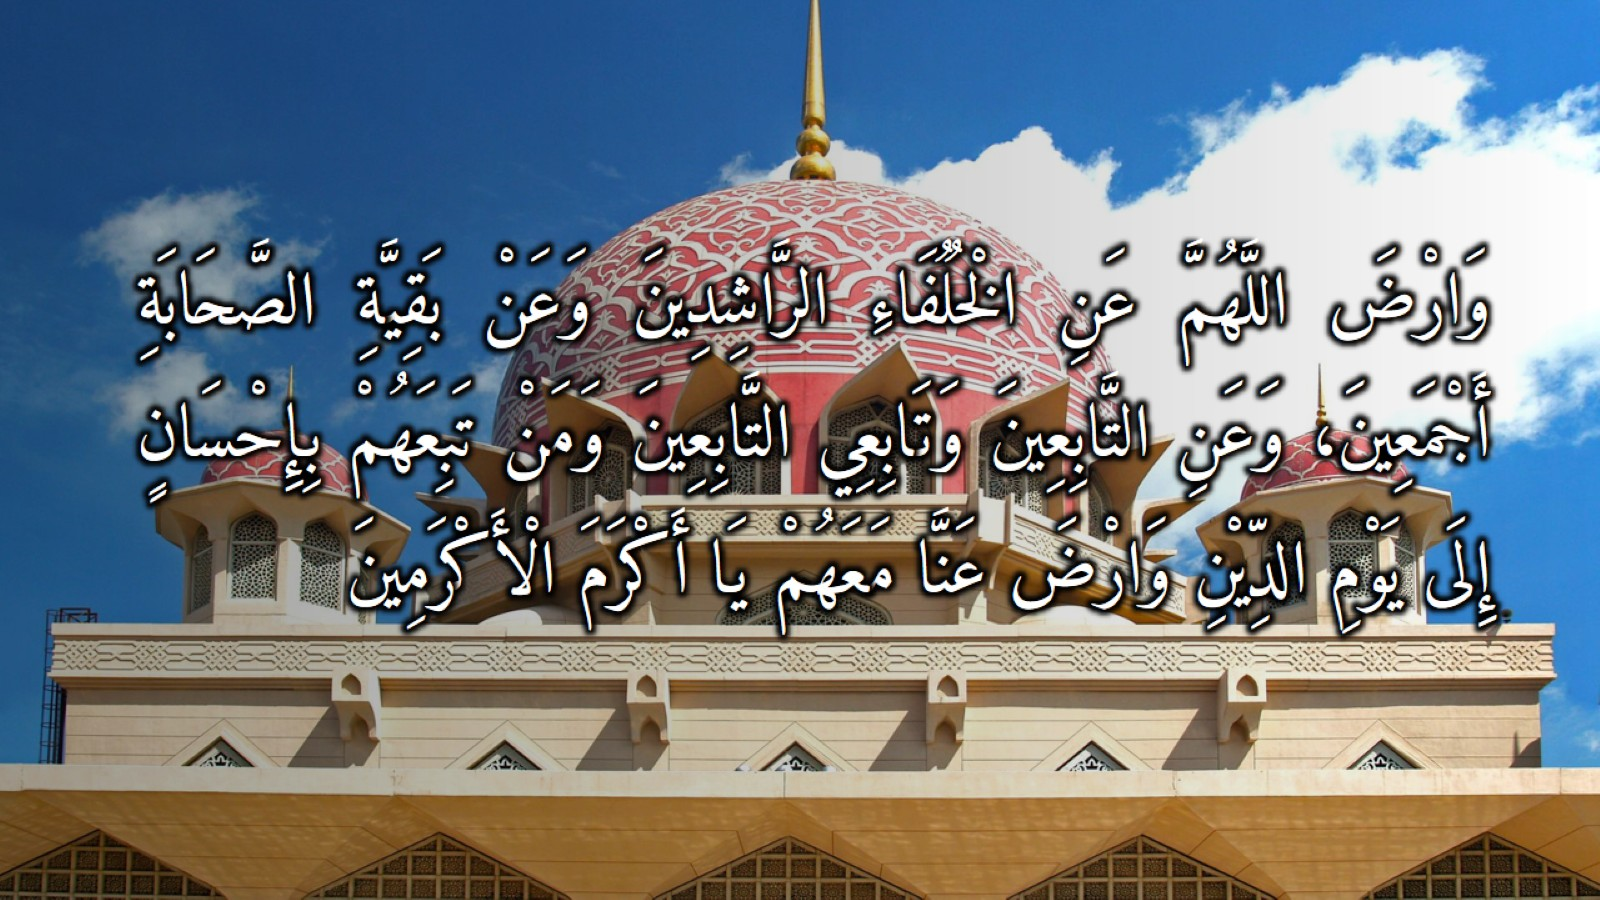 وَارْضَ اللَّهُمَّ عَنِ الْخُلُفَاءِ الرَّاشِدِينَ وَعَنْ بَقِيَّةِ الصَّحَابَةِ
أَجْمَعِينَ، وَعَنِ التَّابِعِينَ وَتَابِعِي التَّابِعِينَ وَمَنْ تَبِعَهُمْ بِإِحْسَانٍ
إِلَى يَوْمِ الدِّيْنِ وَارْضَ عَنَّا مَعَهُمْ يَا أَكْرَمَ الْأَكْرَمِينَ